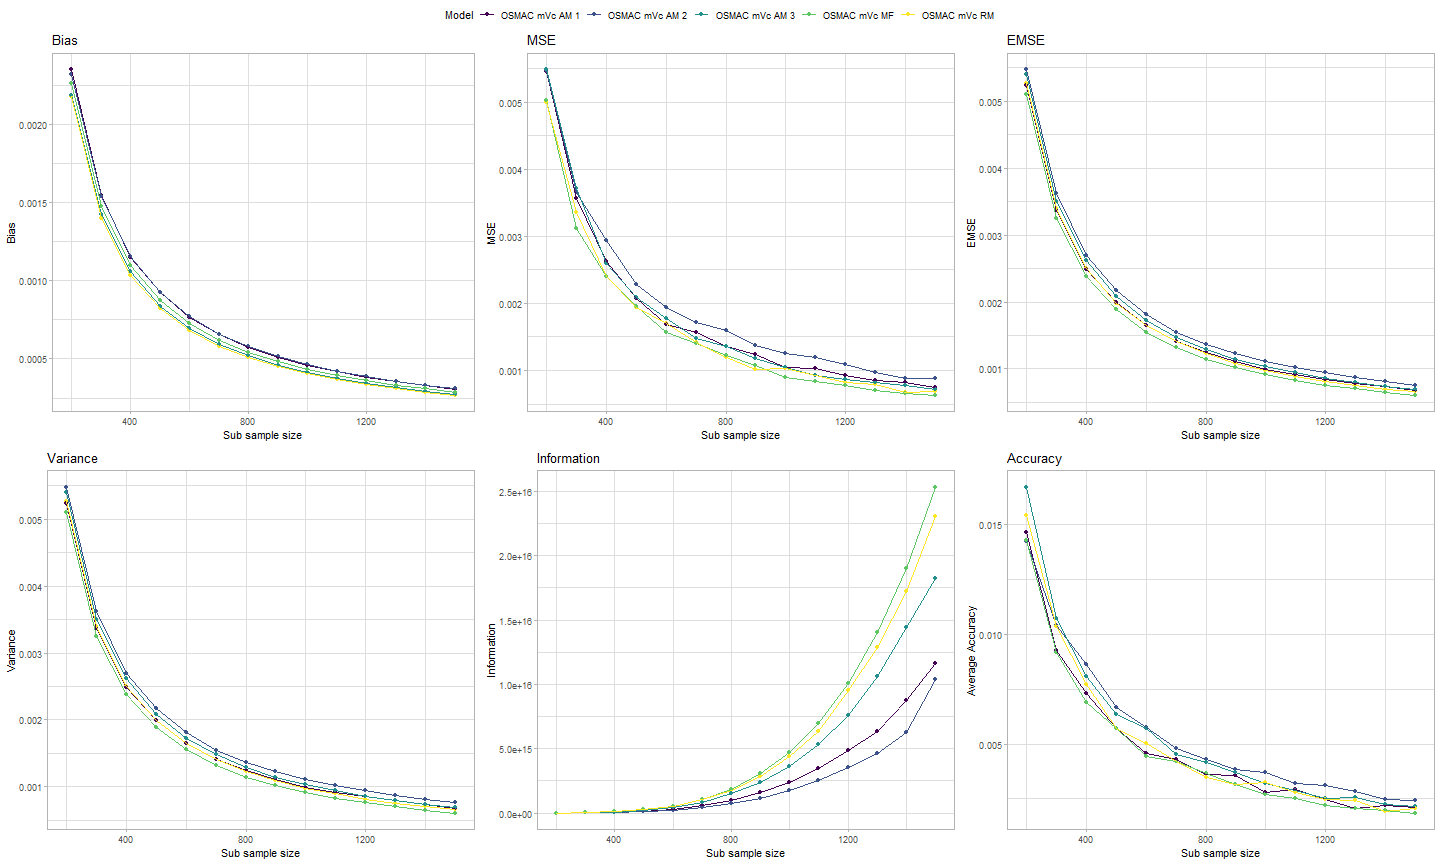 Model OSMAC mVc AM 1 OSMAC mVc AM 2 OSMAC mVc AM 3 OSMAC mVc MF OSMAC mVc RM
Bias
0.0020
0.0015
0.0010
0.0005
Bias
400 800 1200
Sub sample size
MSE
0.005
0.004
0.003
0.002
0.001
MSE
400 800 1200
Sub sample size
EMSE
0.005
0.004
0.003
0.002
0.001
EMSE
400 800 1200
Sub sample size
Variance
0.005
0.004
0.003
0.002
0.001
Variance
400 800 1200
Sub sample size
Information
2.5e+16
2.0e+16
1.5e+16
1.0e+16
5.0e+15
0.0e+00
Information
400 800 1200
Sub sample size
Accuracy
0.015
0.010
0.005
Average Accuracy
400 800 1200
Sub sample size